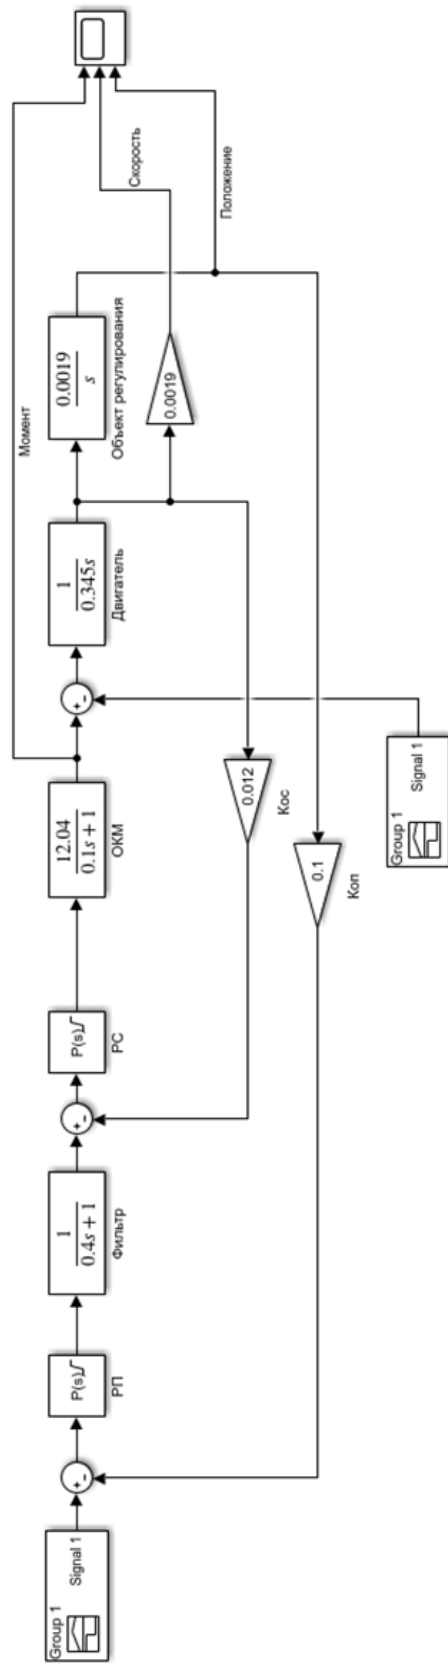 Group 1
Signal 1
P(s)
РП
1
0.4s + 1
Фильтр
P(s)
РС
12.04
0.1s + 1
ОКМ
Момент
1
0.345s
Двигатель
0.0019
s
Объект регулирования
0.0019
Скорость
Положение
0.012
Кос
0.1
Коп
Group 1
Signal 1